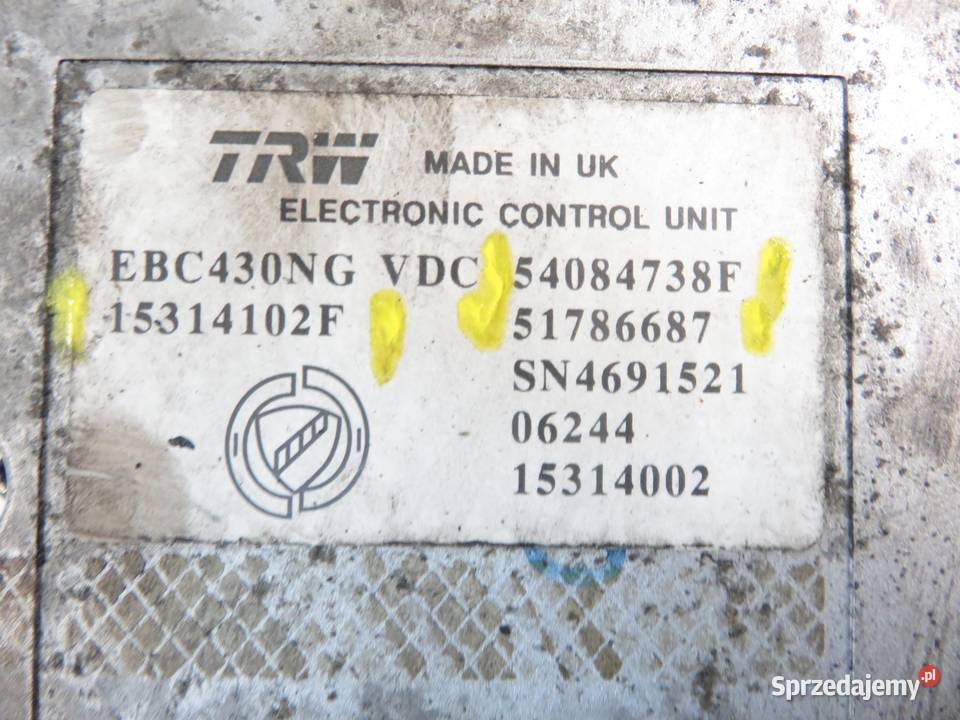 TRW MADE IN UK
ELECTRONIC CONTROL UNIT
EBC430NG VDC 54084738F
15314102F 51786687
SN4691521
06244
15314002
Sprzedajemy.pl